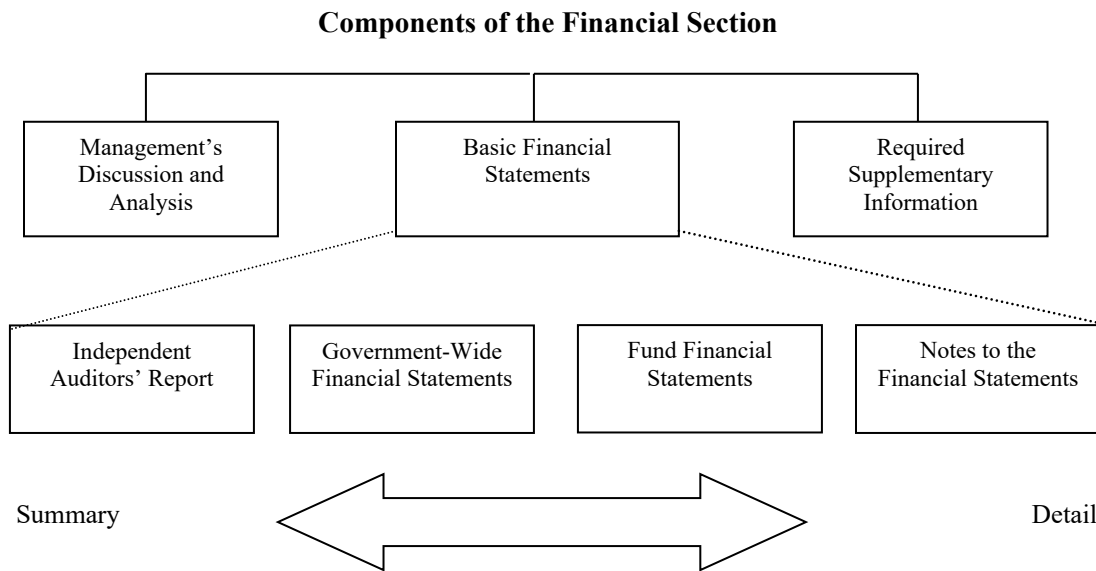 Components of the Financial Section
Management’s
Discussion and
Analysis
Basic Financial
Statements
Required
Supplementary
Information
Independent
Auditors’ Report
Government-Wide
Financial Statements
Fund Financial
Statements
Notes to the
Financial Statements
Summary
Detail